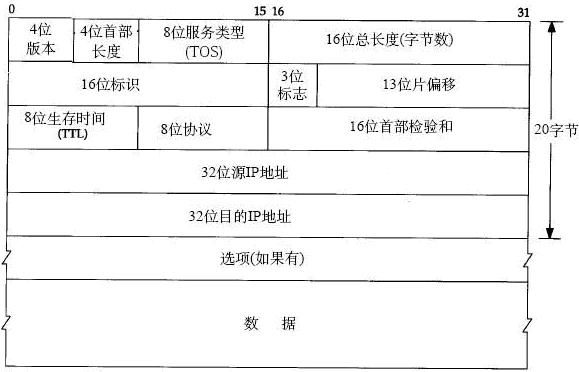 0 15 16 31
4位 4位首部 8位服务类型 16位总长度(字节数)
版本 长度 (TOS)
16位标识 3位 13位片偏移
标志
8位生存时间 8位协议 16位首部检验和
(TTL)
20字节
32位源IP地址
32位目的IP地址
选项(如果有)
数 据